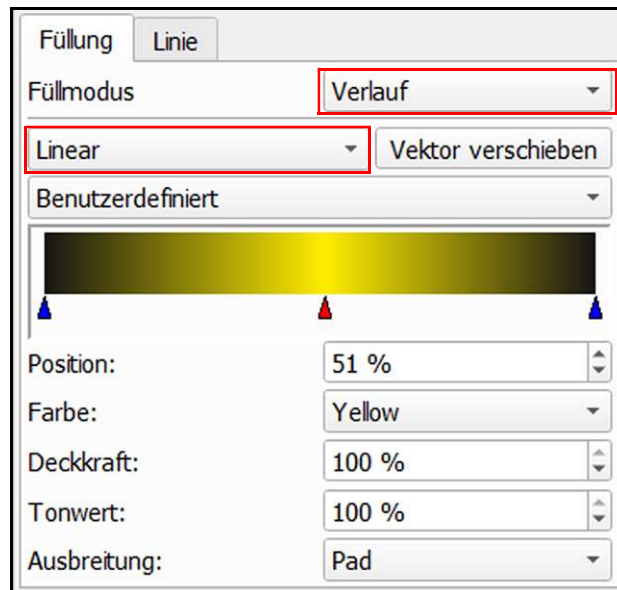 Füllung Linie
Füllmodus Verlauf
Linear Vektor verschieben
Benutzerdefiniert
Position: 51 %
Farbe: Yellow
Deckkraft: 100 %
Tonwert: 100 %
Ausbreitung: Pad